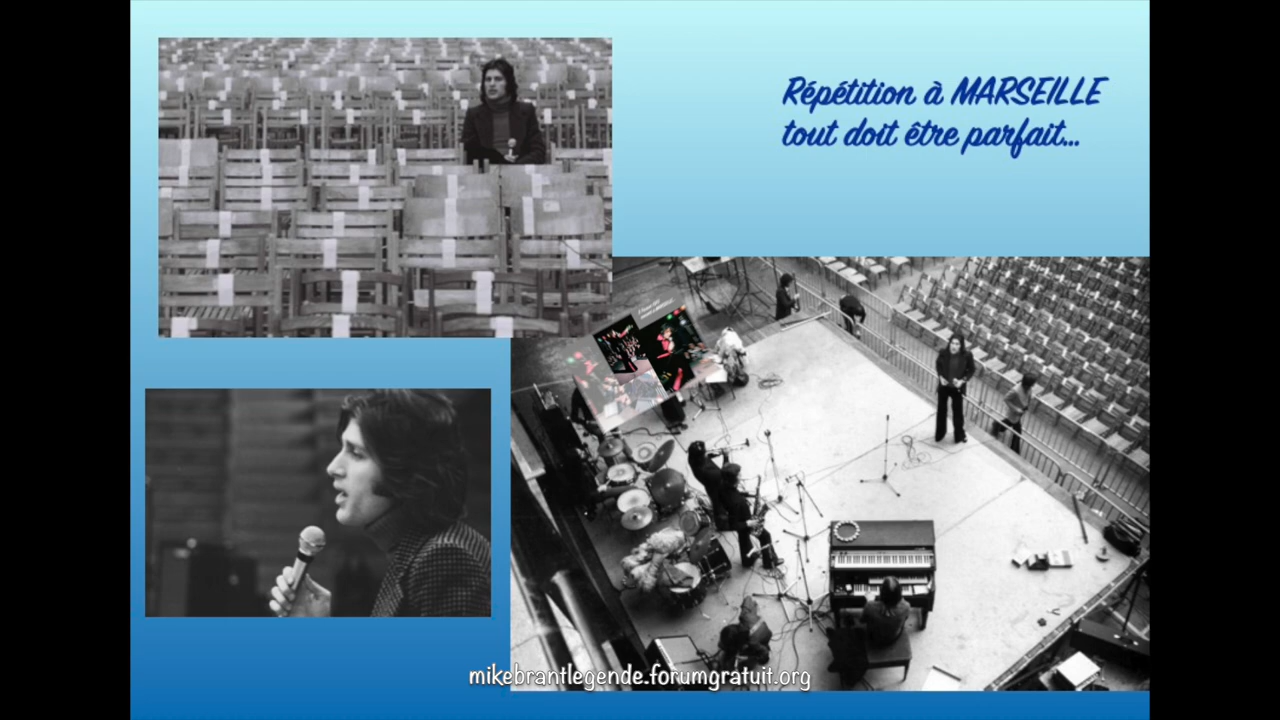 Répétition à MARSEILLE
tout doit être parfait...
mikebrantlegende.forumgratuit.org